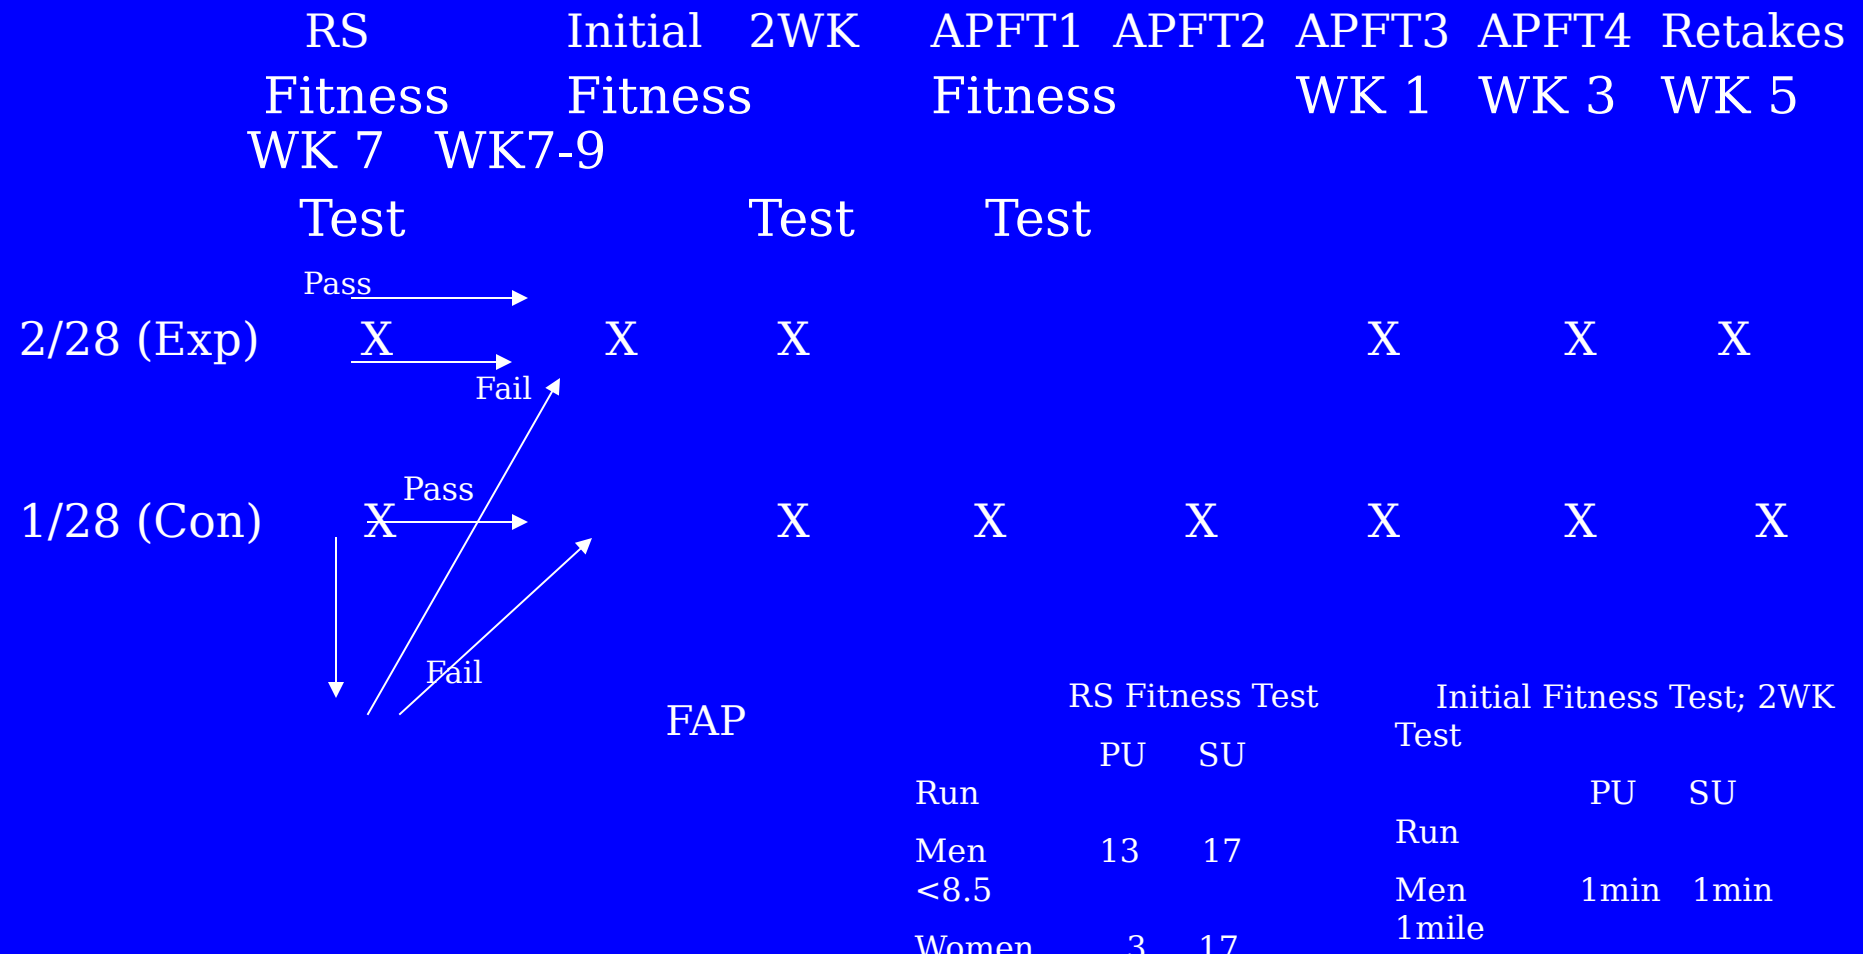 RS Initial 2WK APFT1 APFT2 APFT3 APFT4 Retakes
Fitness Fitness Fitness WK 1 WK 3 WK 5
WK 7 WK7-9
Test Test Test
Pass
2/28 (Exp) X X X X X X
Fail
Pass
1/28 (Con) X X X X X X X
Fail
FAP
RS Fitness Test
PU SU
Run
Men 13 17
<8.5
Women 3 17
Initial Fitness Test; 2WK
Test
PU SU
Run
Men 1min 1min
1mile